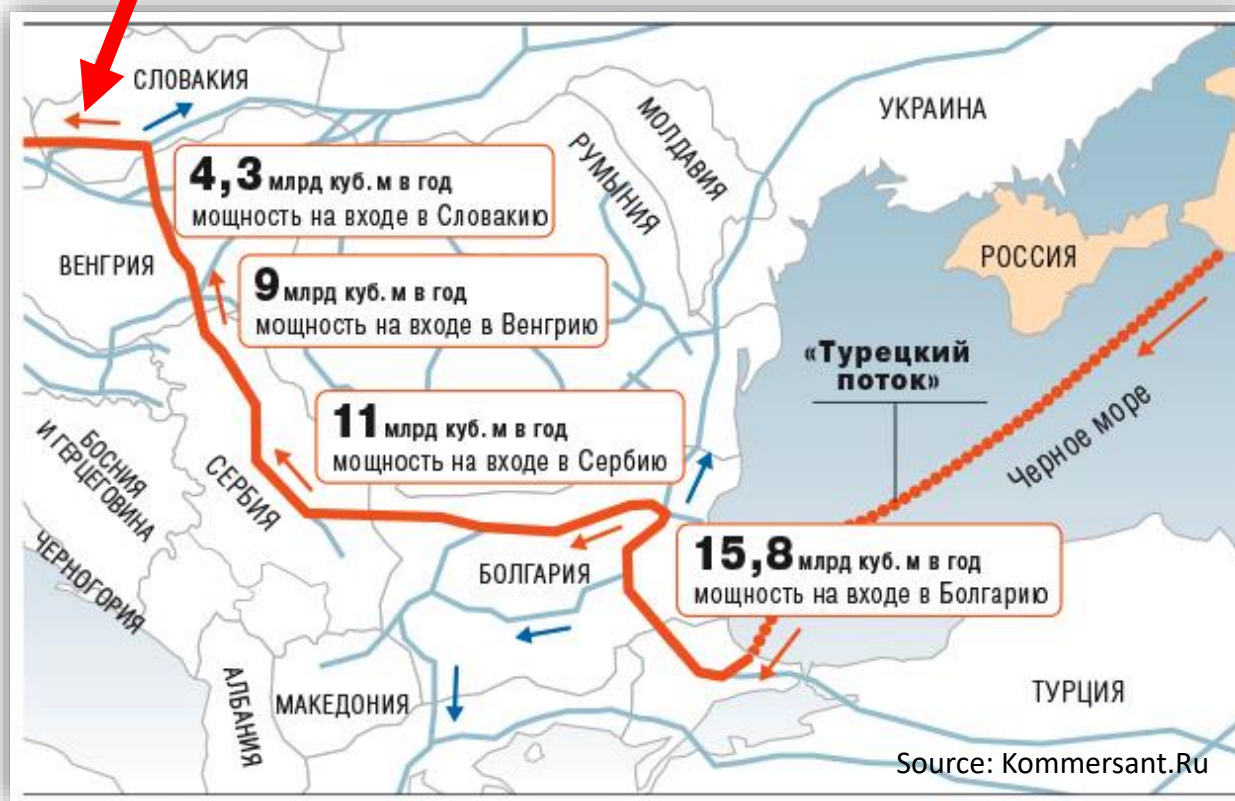 СЛОВАКИЯ
УКРАИНА
МОЛДАВИЯ
РУМЫНИЯ
4,3 млрд куб. м в год
мощность на входе в Словакию
ВЕНГРИЯ
РОССИЯ
9 млрд куб. м в год
мощность на входе в Венгрию
«Турецкий
поток»
Черное море
11 млрд куб. м в год
мощность на входе в Сербию
БОСНИЯ
И ГЕРЦЕГОВИНА
СЕРБИЯ
15,8 млрд куб. м в год
мощность на входе в Болгарию
ЧЕРНОГОРИЯ
БОЛГАРИЯ
АЛБАНИЯ
МАКЕДОНИЯ
ТУРЦИЯ
Source: Kommersant.Ru